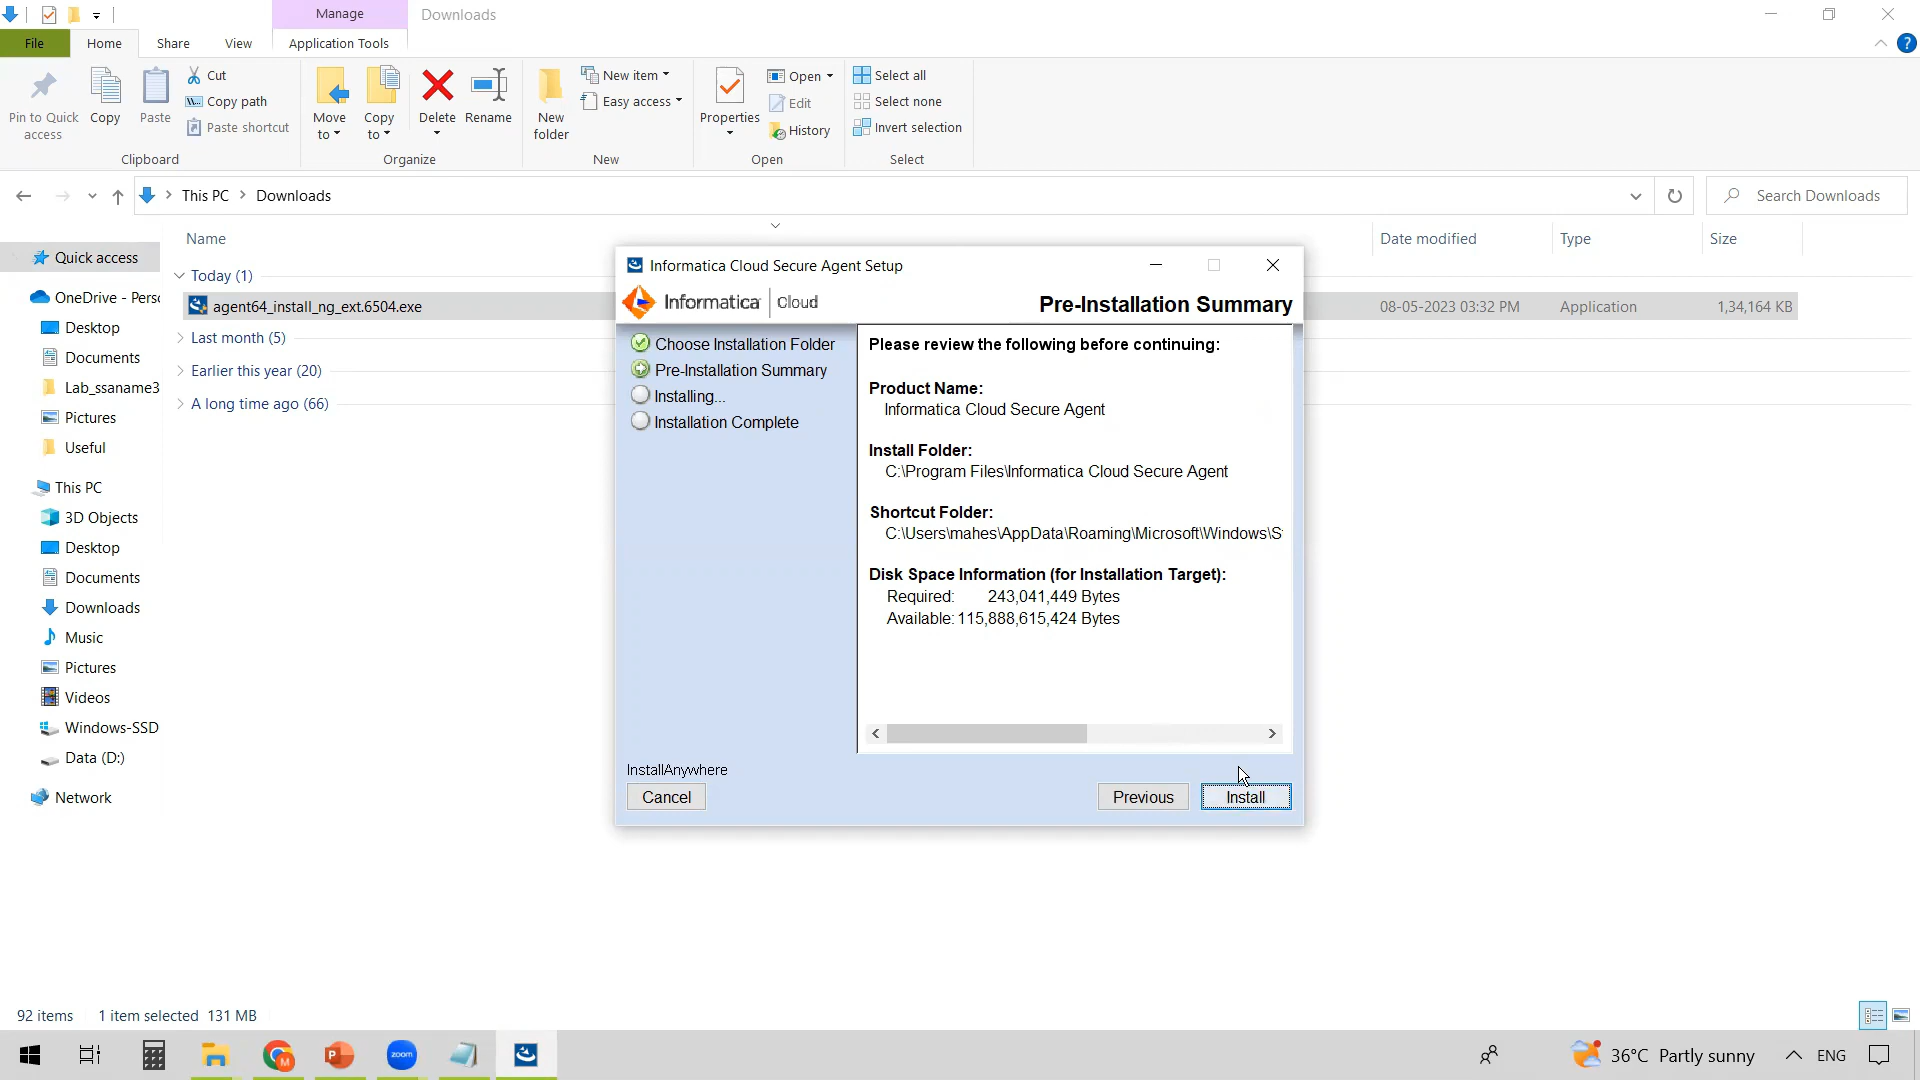 Manage
Downloads
File
Home
Share
View
Application Tools
?
Pin to Quick
access
Copy
Paste
Cut
Copy path
Paste shortcut
Clipboard
Move
to
Copy
to
Delete
Rename
Organize
New
folder
New item
Easy access
New
Properties
Open
Edit
History
Open
Select all
Select none
Invert selection
Select
This PC
Downloads
Search Downloads
Name
Date modified
Type
Size
Quick access
OneDrive - Pers
Desktop
Documents
Lab_ssaname3
Pictures
Useful
This PC
3D Objects
Desktop
Documents
Downloads
Music
Pictures
Videos
Windows-SSD
Data (D:)
Network
Today (1)
agent64_install_ng_ext.6504.exe
08-05-2023 03:32 PM
Application
1,34,164 KB
Last month (5)
Earlier this year (20)
A long time ago (66)
Informatica Cloud Secure Agent Setup
Informatica
Cloud
Pre-Installation Summary
Choose Installation Folder
Pre-Installation Summary
Installing...
Installation Complete
Please review the following before continuing:
Product Name:
Informatica Cloud Secure Agent
Install Folder:
C:\Program Files\Informatica Cloud Secure Agent
Shortcut Folder:
C:\Users\mahes\AppData\Roaming\Microsoft\Windows\S
Disk Space Information (for Installation Target):
Required: 243,041,449 Bytes
Available: 115,888,615,424 Bytes
InstallAnywhere
Cancel
Previous
Install
92 items
1 item selected 131 MB
M
P
zoom
36°C Partly sunny
ENG